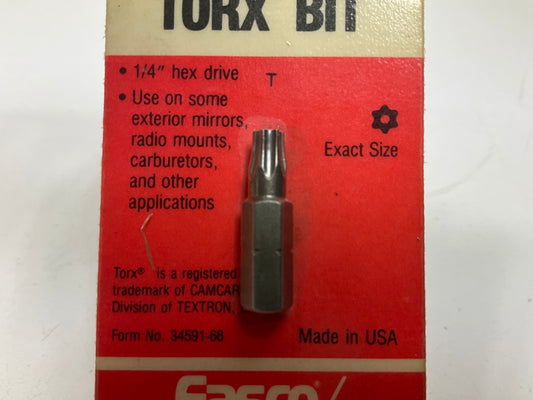 TORX BIT
• 1/4" hex drive
T
• Use on some
exterior mirrors,
radio mounts,
carburetors,
and other
applications
Exact Size
Torx® is a registered
trademark of CAMCAR
Division of TEXTRON,
Form No. 34591-66
Made in USA